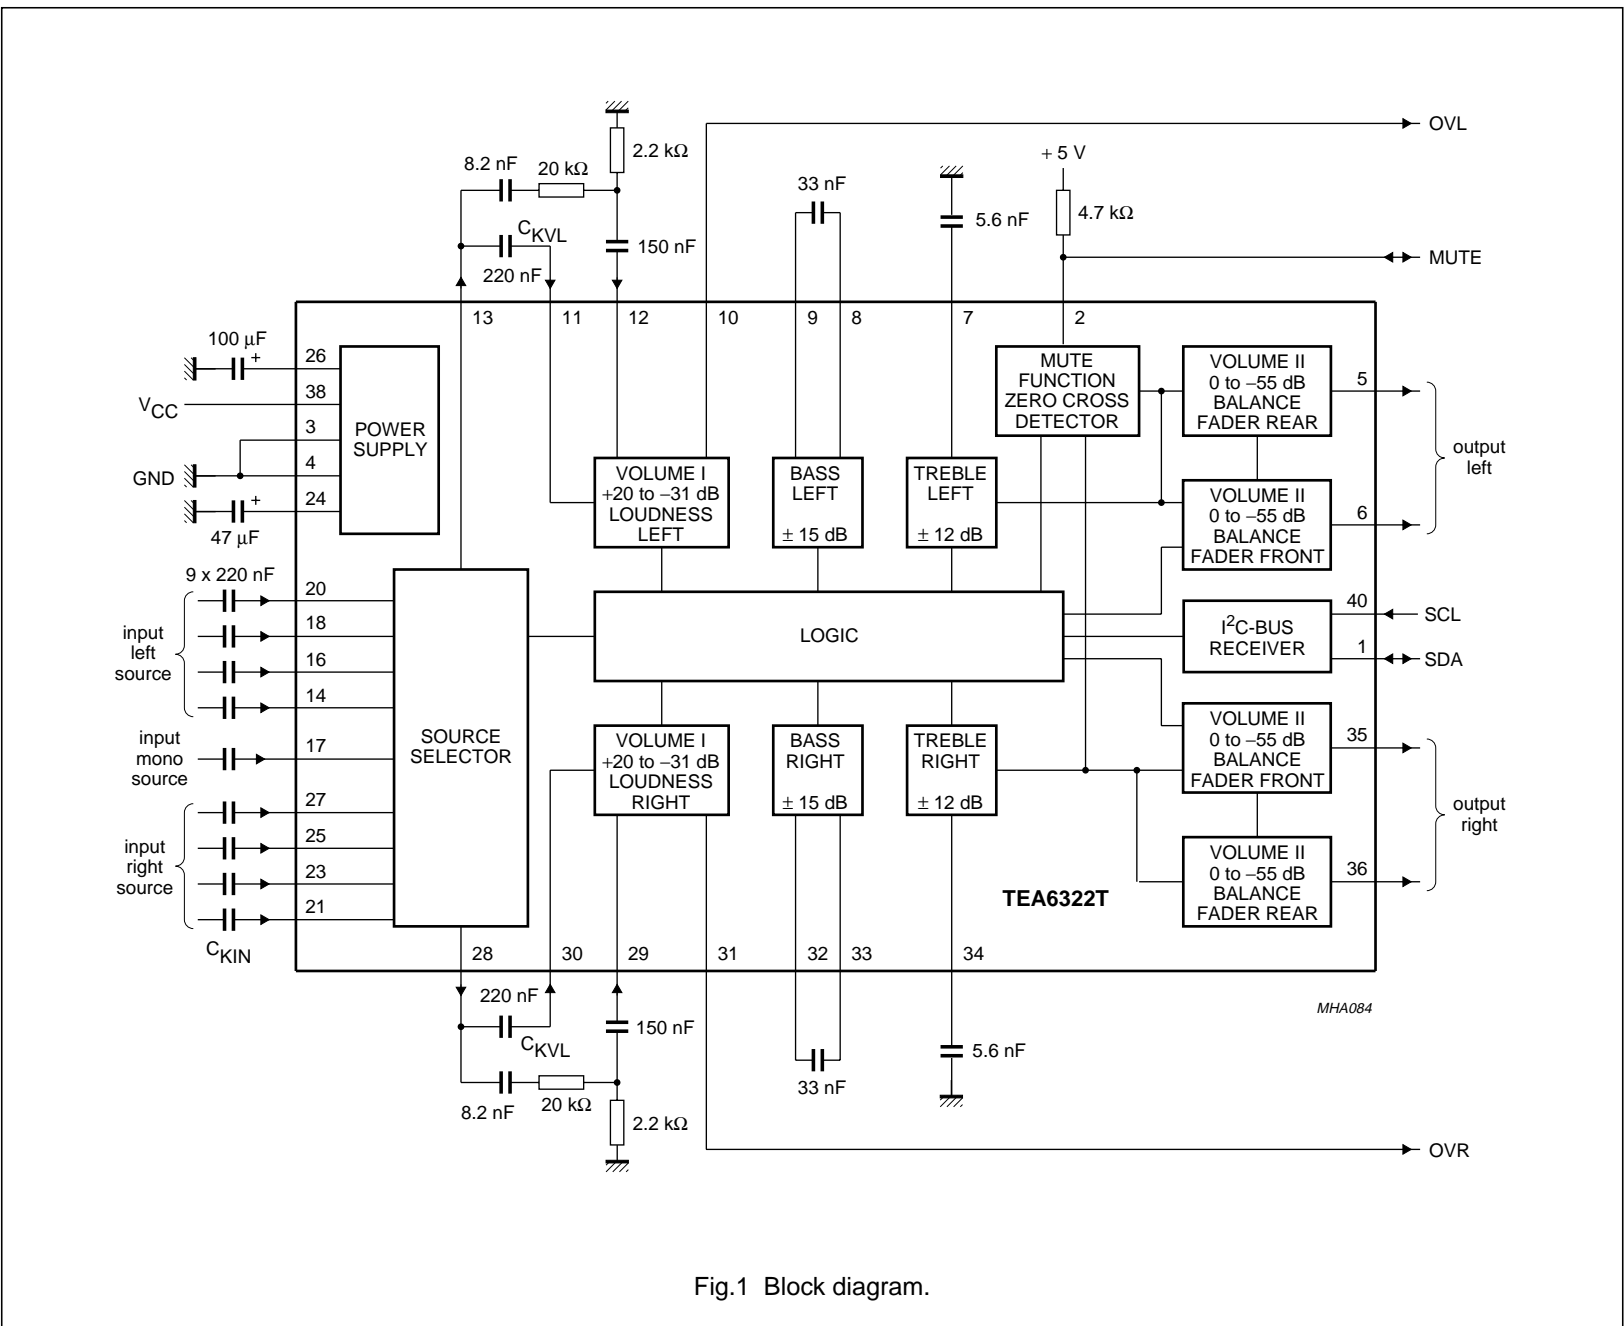 OVL
2.2 kΩ
+ 5 V
8.2 nF
20 kΩ
33 nF
5.6 nF
4.7 kΩ
C_KVL
220 nF
150 nF
MUTE
13
11
12
10
9
8
7
2
100 µF
+
26
V_CC
38
3
GND
4
24
+
47 µF
POWER
SUPPLY
VOLUME I
+20 to −31 dB
LOUDNESS
LEFT
BASS
LEFT
± 15 dB
TREBLE
LEFT
± 12 dB
MUTE
FUNCTION
ZERO CROSS
DETECTOR
VOLUME II
0 to −55 dB
BALANCE
FADER REAR
5
VOLUME II
0 to −55 dB
BALANCE
FADER FRONT
6
output
left
9 x 220 nF
20
18
16
14
input
left
source
input
mono
source
17
27
25
23
21
input
right
source
C_KIN
SOURCE
SELECTOR
LOGIC
I²C-BUS
RECEIVER
40
SCL
1
SDA
VOLUME I
+20 to −31 dB
LOUDNESS
RIGHT
BASS
RIGHT
± 15 dB
TREBLE
RIGHT
± 12 dB
VOLUME II
0 to −55 dB
BALANCE
FADER FRONT
35
VOLUME II
0 to −55 dB
BALANCE
FADER REAR
36
output
right
TEA6322T
28
30
29
31
32
33
34
220 nF
C_KVL
150 nF
8.2 nF
20 kΩ
2.2 kΩ
33 nF
5.6 nF
MHA084
OVR
Fig.1 Block diagram.